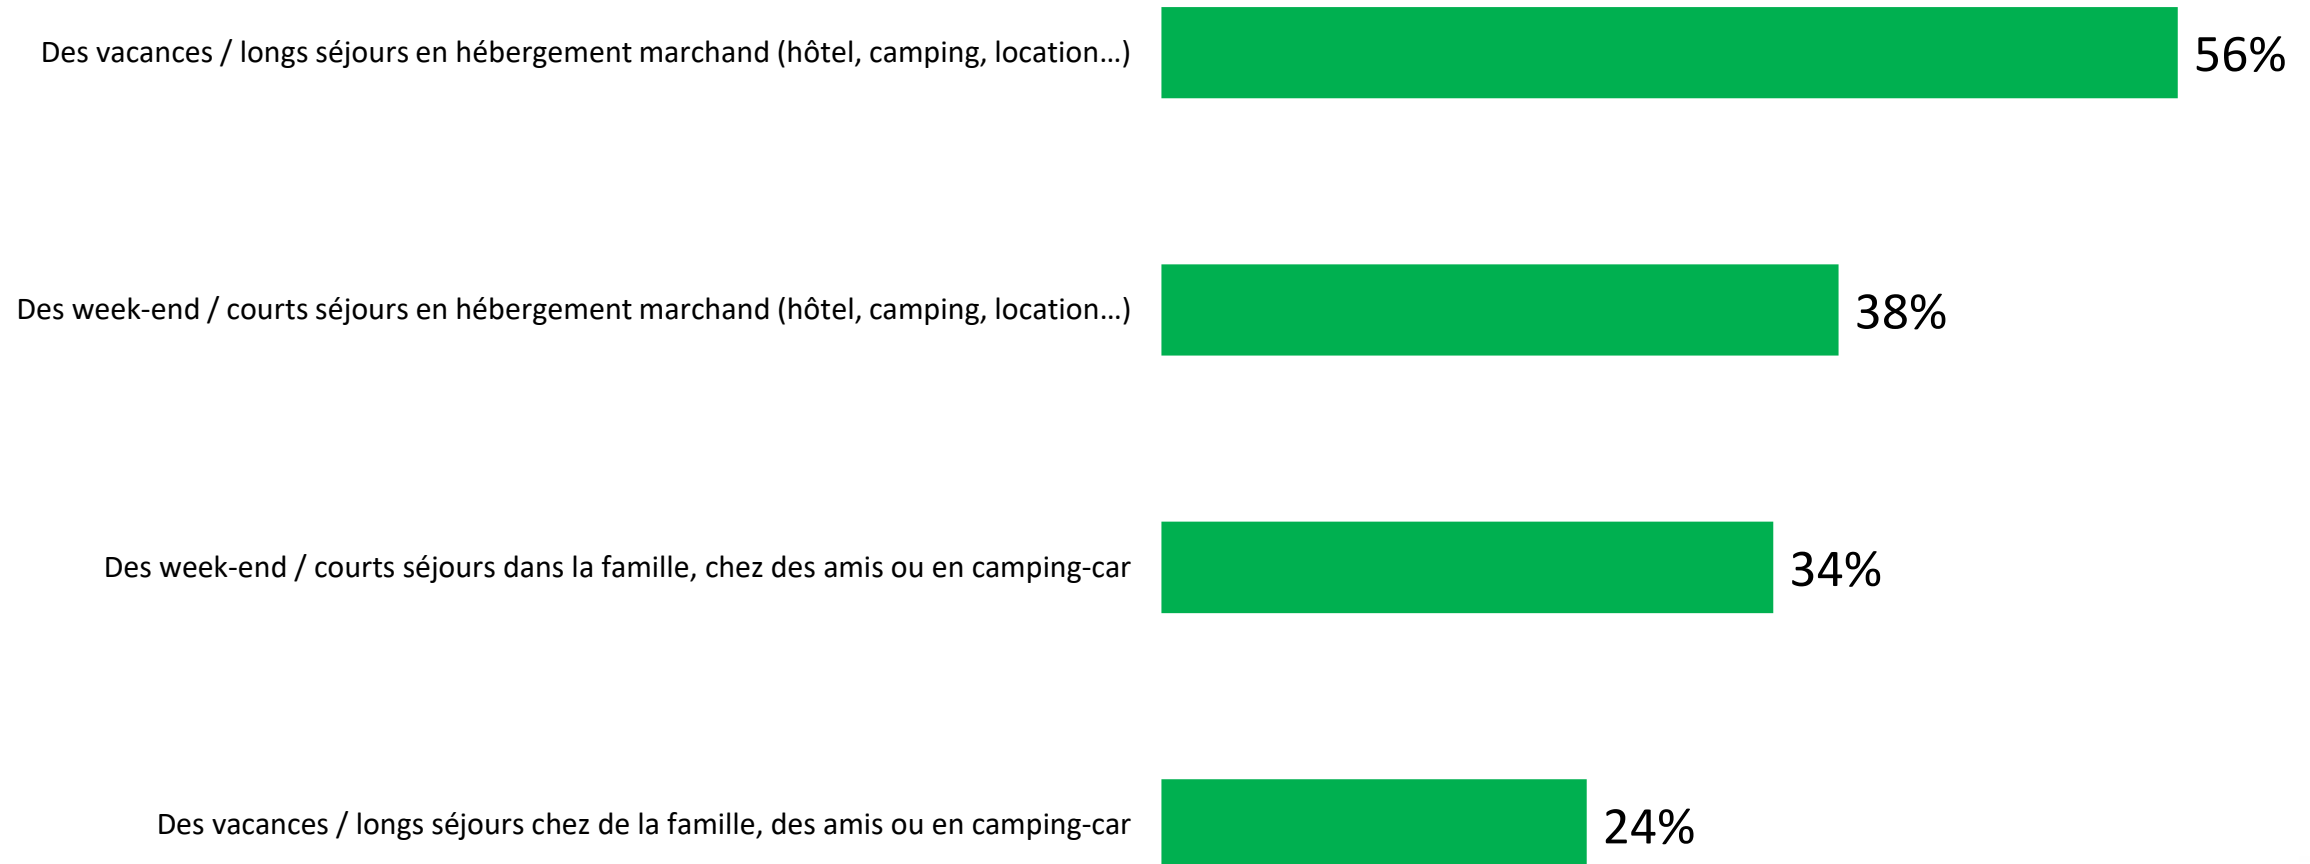 Des vacances / longs séjours en hébergement marchand (hôtel, camping, location…)
56%
Des week-end / courts séjours en hébergement marchand (hôtel, camping, location…)
38%
Des week-end / courts séjours dans la famille, chez des amis ou en camping-car
34%
Des vacances / longs séjours chez de la famille, des amis ou en camping-car
24%